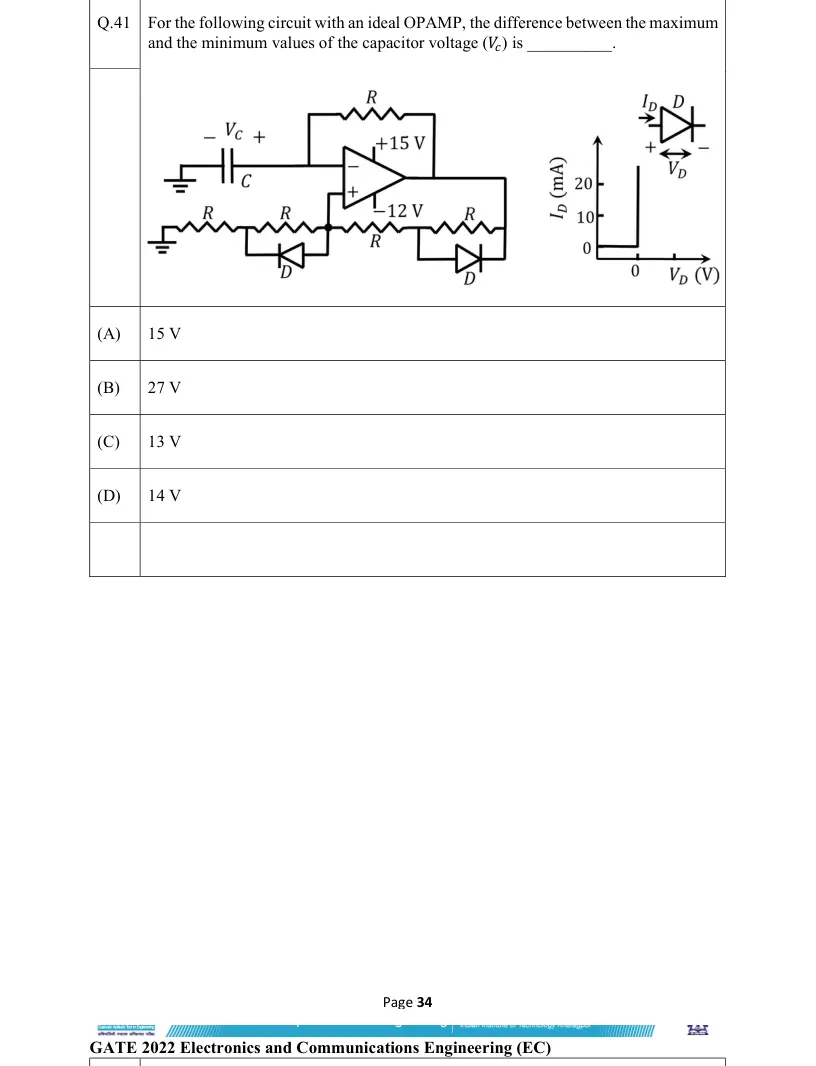 Q.41 For the following circuit with an ideal OPAMP, the difference between the maximum
and the minimum values of the capacitor voltage (V_c) is __________.
R
I_D D
− V_C +
+15 V
−
+ −
V_D
C
+
I_D (mA)
20
−12 V
R R R
10
R
0
D D
0 V_D (V)
(A) 15 V
(B) 27 V
(C) 13 V
(D) 14 V
Page 34
GATE 2022 Electronics and Communications Engineering (EC)